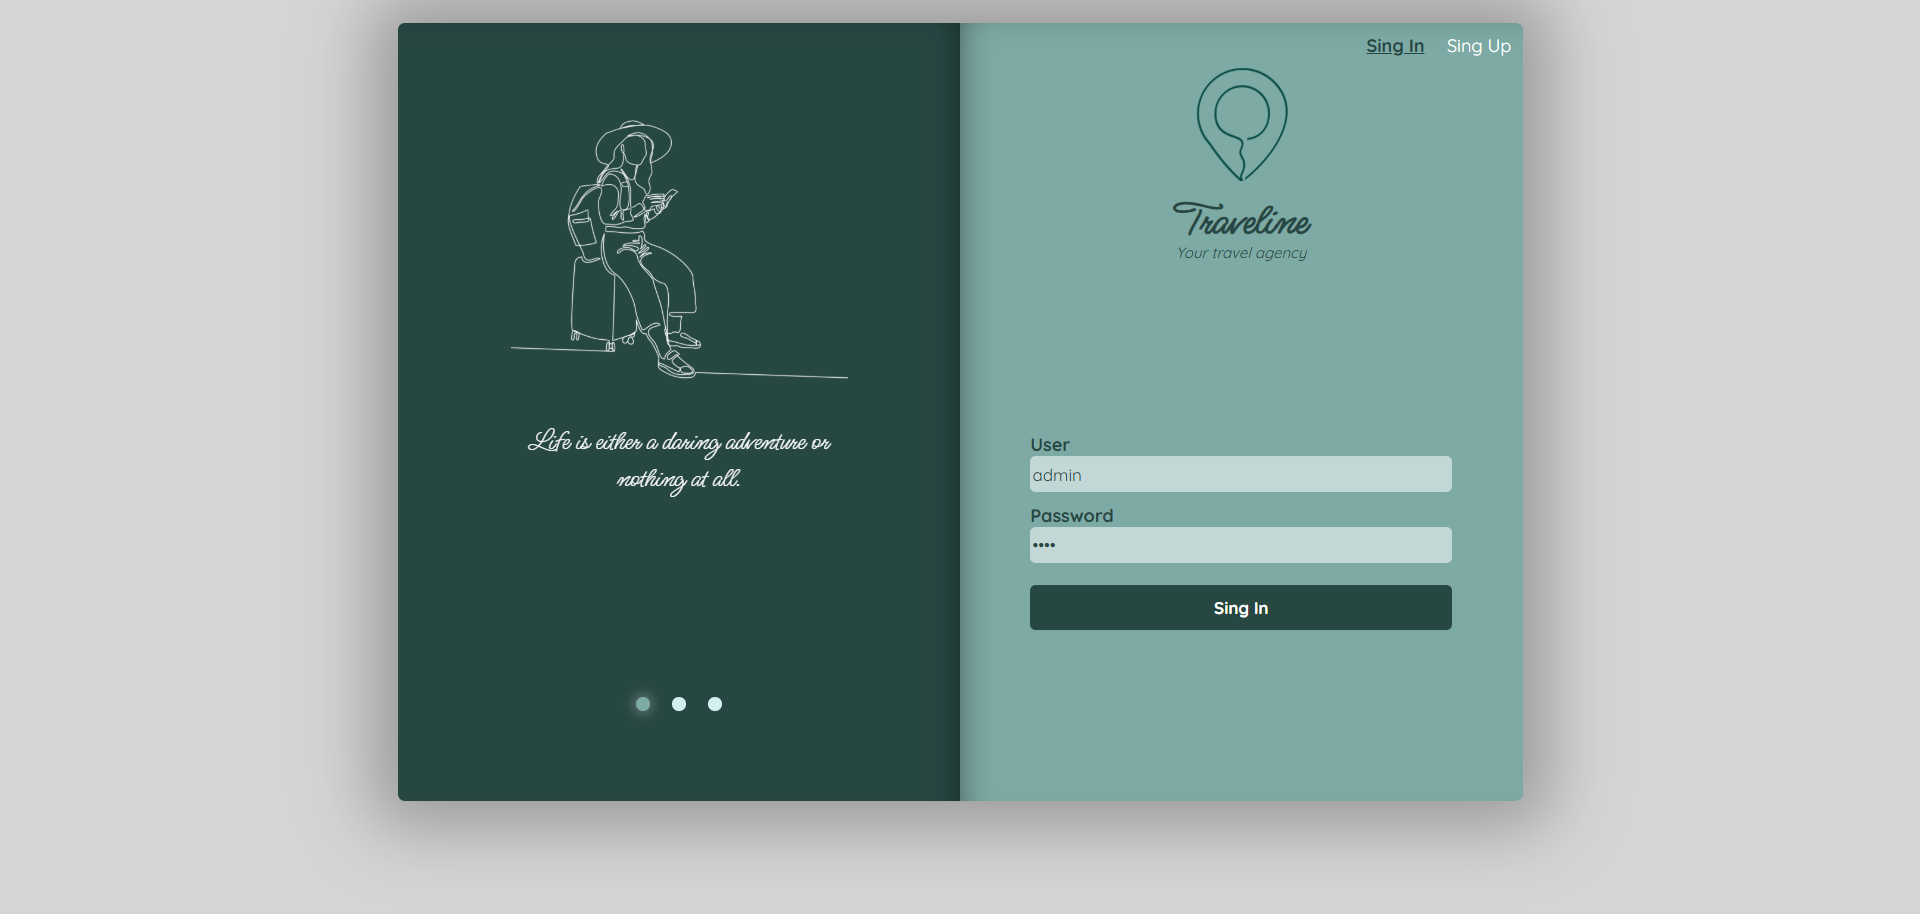 Sing In Sing Up
Traveline
Your travel agency
Life is either a daring adventure or
nothing at all.
User
admin
Password
••••
Sing In